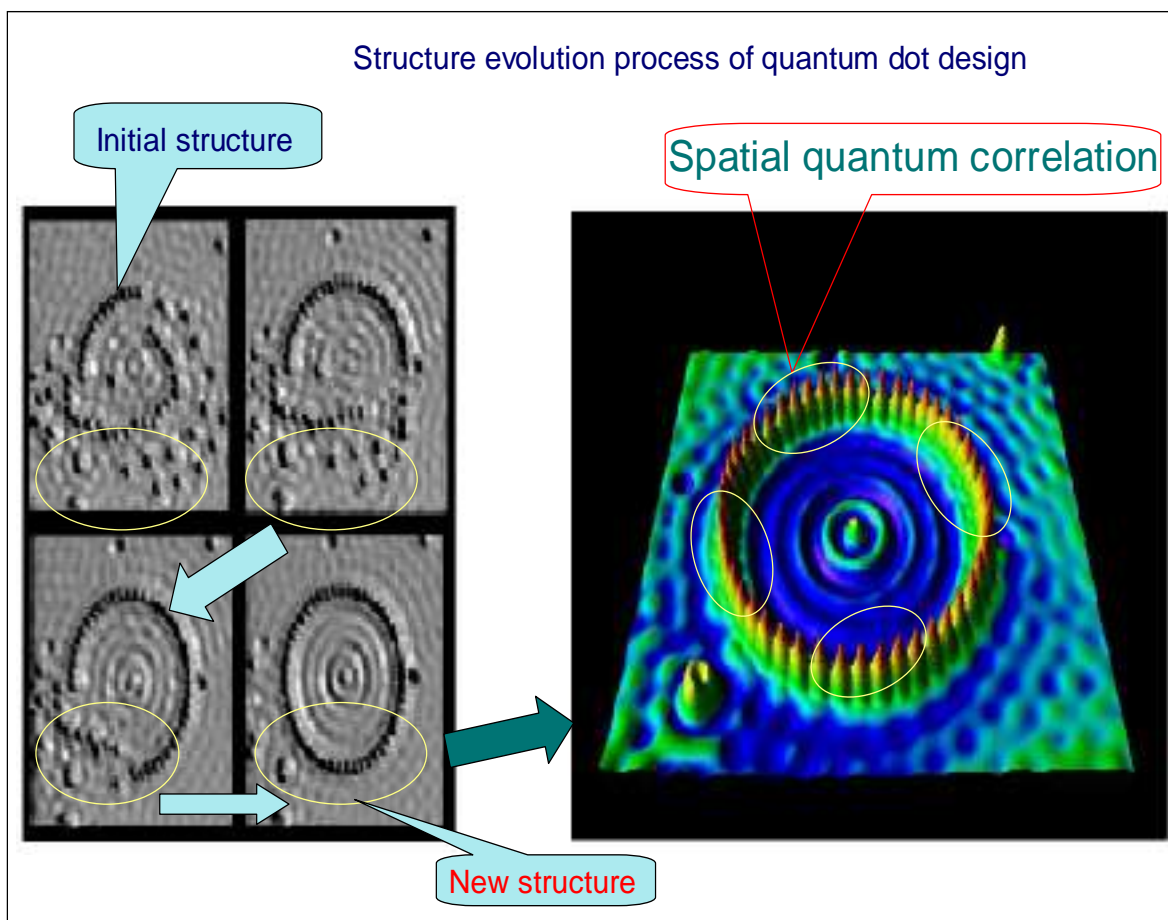 Structure evolution process of quantum dot design
Initial structure
Spatial quantum correlation
New structure